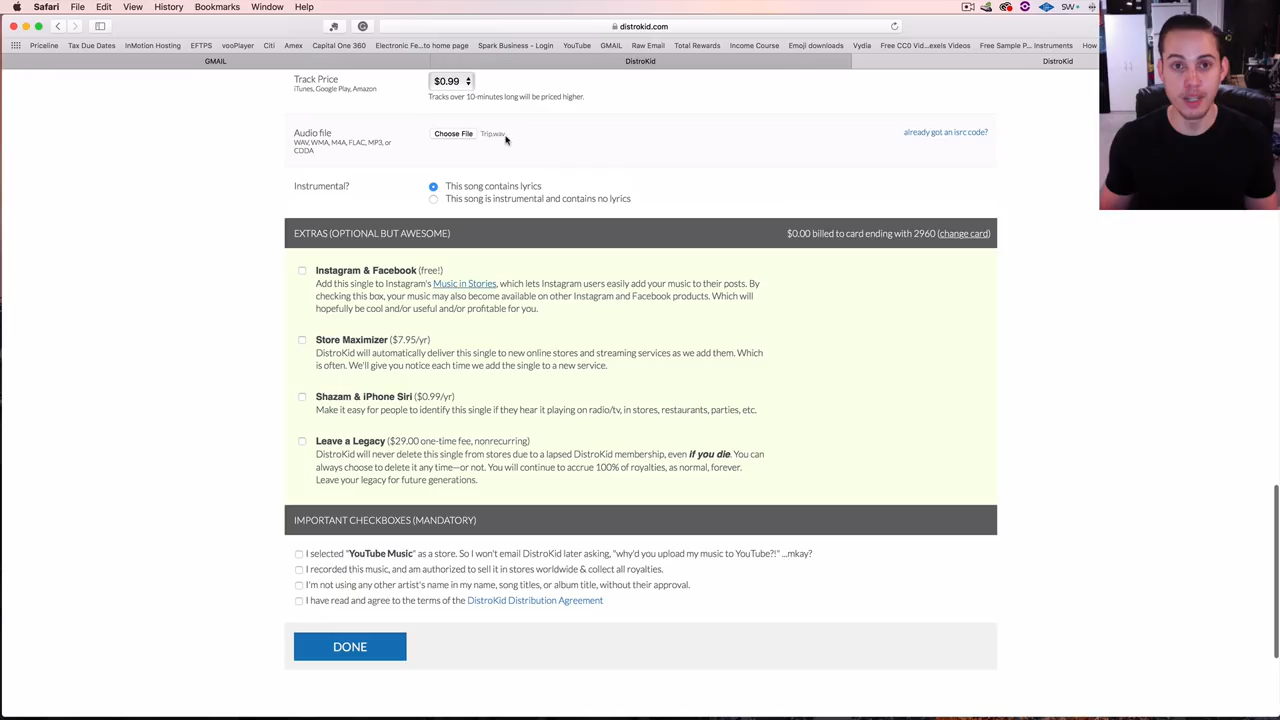 Safari File Edit View History Bookmarks Window Help SW
distrokid.com
Priceline Tax Due Dates InMotion Hosting EFTPS vooPlayer Citi Amex Capital One 360 Electronic Fe...to home page Spark Business - Login YouTube GMAIL Raw Email Total Rewards Income Course Emoji downloads Vydia Free CC0 Vid...exels Videos Free Sample P... Instruments How
GMAIL DistroKid DistroKid
Track Price $0.99
iTunes, Google Play, Amazon
Tracks over 10-minutes long will be priced higher.
Audio file Choose File Trip.wav already got an isrc code?
WAV, WMA, M4A, FLAC, MP3, or
CDDA
Instrumental? This song contains lyrics
This song is instrumental and contains no lyrics
EXTRAS (OPTIONAL BUT AWESOME) $0.00 billed to card ending with 2960 (change card)
Instagram & Facebook (free!)
Add this single to Instagram's Music in Stories, which lets Instagram users easily add your music to their posts. By
checking this box, your music may also become available on other Instagram and Facebook products. Which will
hopefully be cool and/or useful and/or profitable for you.
Store Maximizer ($7.95/yr)
DistroKid will automatically deliver this single to new online stores and streaming services as we add them. Which
is often. We'll give you notice each time we add the single to a new service.
Shazam & iPhone Siri ($0.99/yr)
Make it easy for people to identify this single if they hear it playing on radio/tv, in stores, restaurants, parties, etc.
Leave a Legacy ($29.00 one-time fee, nonrecurring)
DistroKid will never delete this single from stores due to a lapsed DistroKid membership, even if you die. You can
always choose to delete it any time—or not. You will continue to accrue 100% of royalties, as normal, forever.
Leave your legacy for future generations.
IMPORTANT CHECKBOXES (MANDATORY)
I selected "YouTube Music" as a store. So I won't email DistroKid later asking, "why'd you upload my music to YouTube?!" ...mkay?
I recorded this music, and am authorized to sell it in stores worldwide & collect all royalties.
I'm not using any other artist's name in my name, song titles, or album title, without their approval.
I have read and agree to the terms of the DistroKid Distribution Agreement
DONE